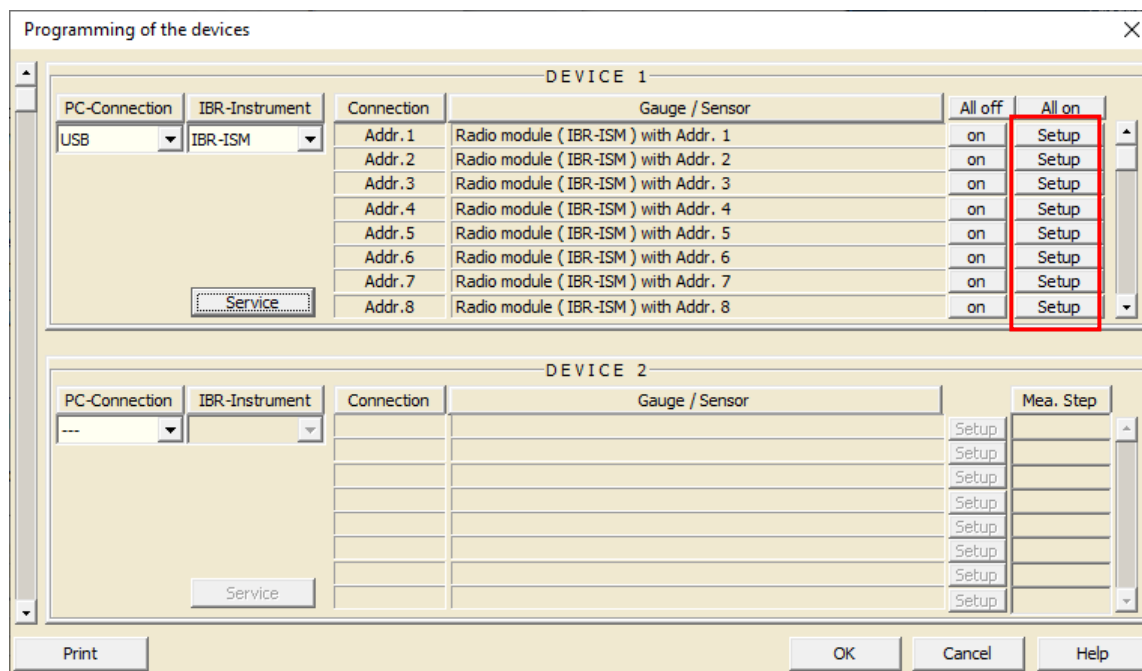 Programming of the devices
DEVICE 1
PC-Connection IBR-Instrument Connection Gauge / Sensor All off All on
USB IBR-ISM Addr.1 Radio module ( IBR-ISM ) with Addr. 1 on Setup
Addr.2 Radio module ( IBR-ISM ) with Addr. 2 on Setup
Addr.3 Radio module ( IBR-ISM ) with Addr. 3 on Setup
Addr.4 Radio module ( IBR-ISM ) with Addr. 4 on Setup
Addr.5 Radio module ( IBR-ISM ) with Addr. 5 on Setup
Addr.6 Radio module ( IBR-ISM ) with Addr. 6 on Setup
Addr.7 Radio module ( IBR-ISM ) with Addr. 7 on Setup
Service Addr.8 Radio module ( IBR-ISM ) with Addr. 8 on Setup
DEVICE 2
PC-Connection IBR-Instrument Connection Gauge / Sensor Mea. Step
--- Setup
Setup
Setup
Setup
Setup
Setup
Service Setup
Setup
Print OK Cancel Help